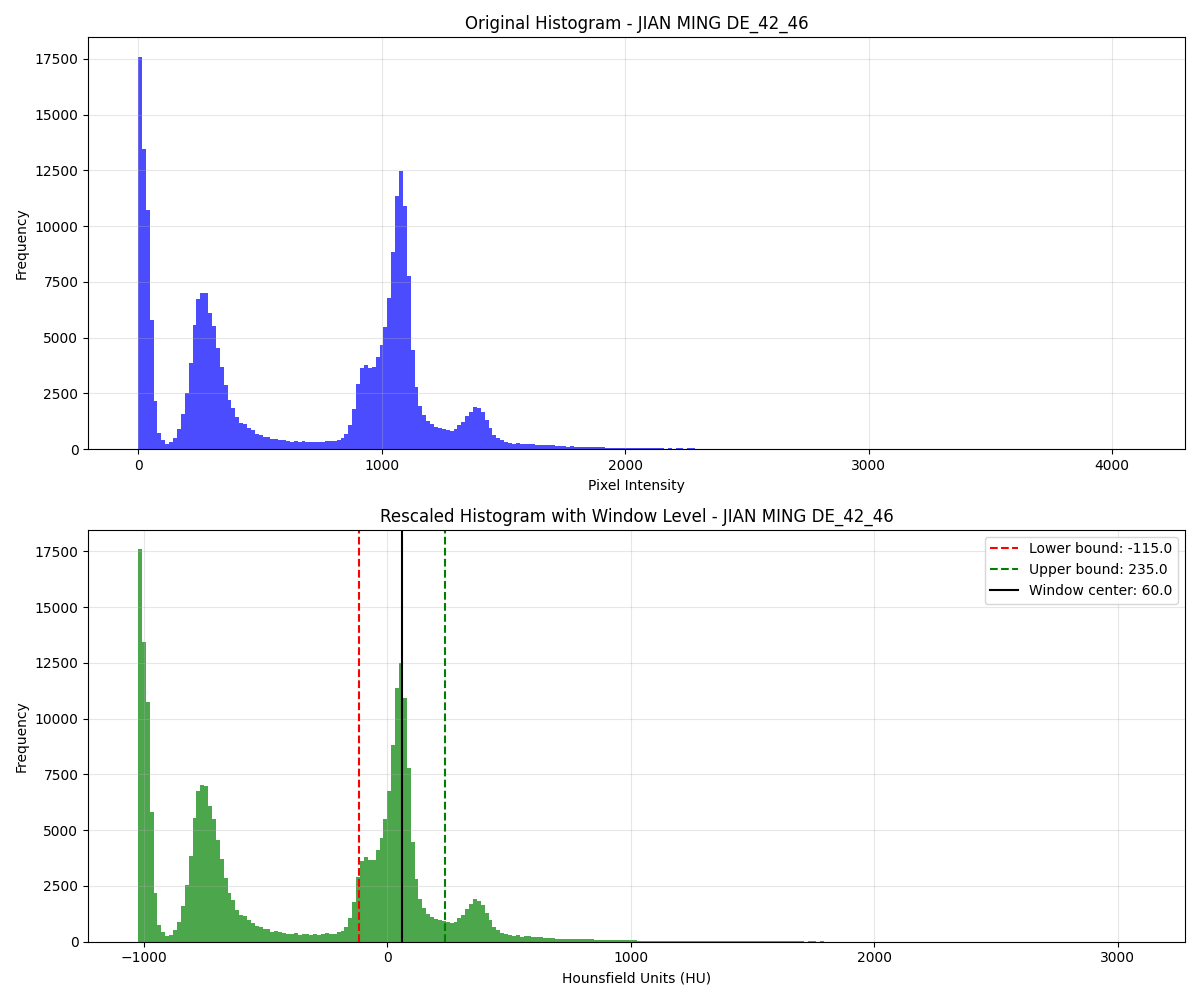 Original Histogram - JIAN MING DE_42_46
Frequency
17500
15000
12500
10000
7500
5000
2500
0
0 1000 2000 3000 4000
Pixel Intensity
Rescaled Histogram with Window Level - JIAN MING DE_42_46
Lower bound: -115.0
Upper bound: 235.0
Window center: 60.0
Frequency
17500
15000
12500
10000
7500
5000
2500
0
−1000 0 1000 2000 3000
Hounsfield Units (HU)